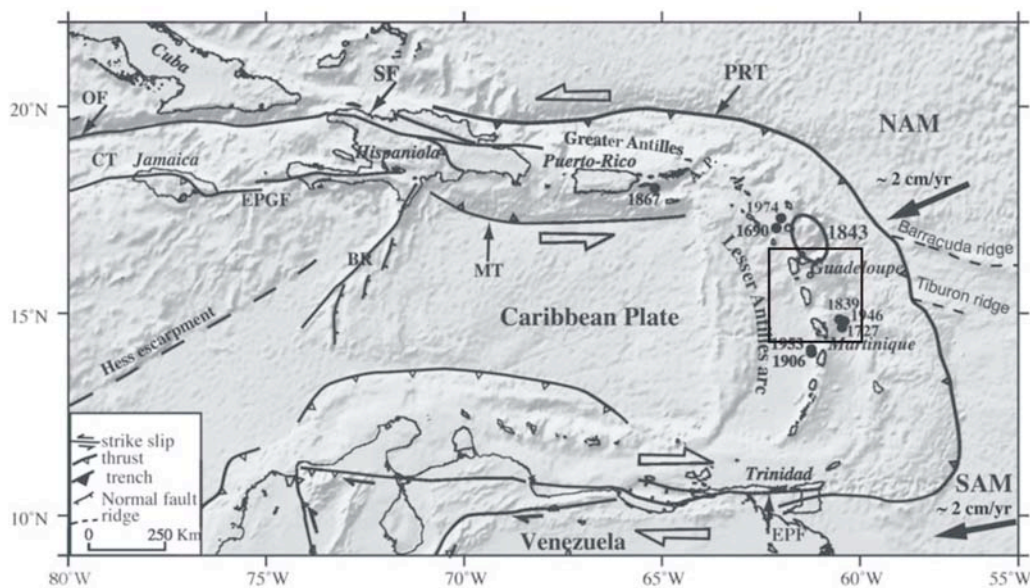 Cuba
SF
PRT
20°N
OF
NAM
Greater Antilles
CT
Jamaica
Hispaniola
Puerto-Rico
A. P.
~ 2 cm/yr
EPGF
1867
1974
1690
1843
Barracuda ridge
BR
MT
Guadeloupe
Tiburon ridge
Lesser Antilles arc
15°N
Caribbean Plate
1839
1946
1727
Hess escarpment
1953
Martinique
1906
strike slip
thrust
trench
Normal fault
ridge
0 250 Km
Trinidad
SAM
~ 2 cm/yr
10°N
Venezuela
EPF
80°W 75°W 70°W 65°W 60°W 55°W